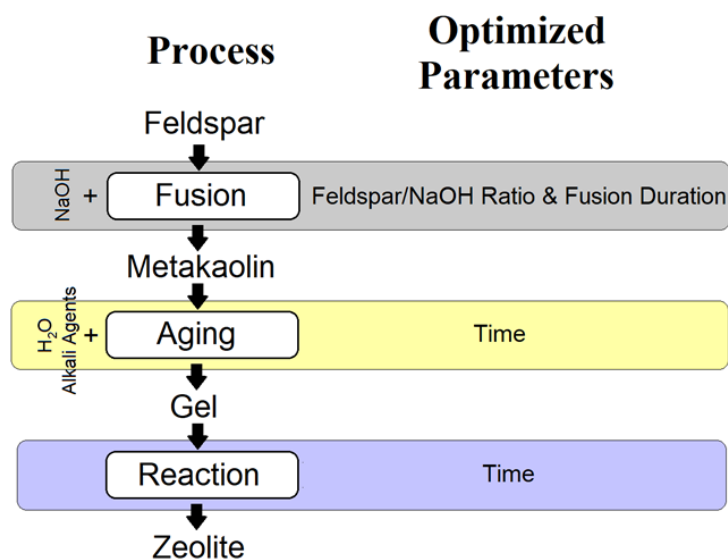 Process
Optimized
Parameters
Feldspar
NaOH
+
Fusion
Feldspar/NaOH Ratio & Fusion Duration
Metakaolin
H₂O
Alkali Agents
+
Aging
Time
Gel
Reaction
Time
Zeolite